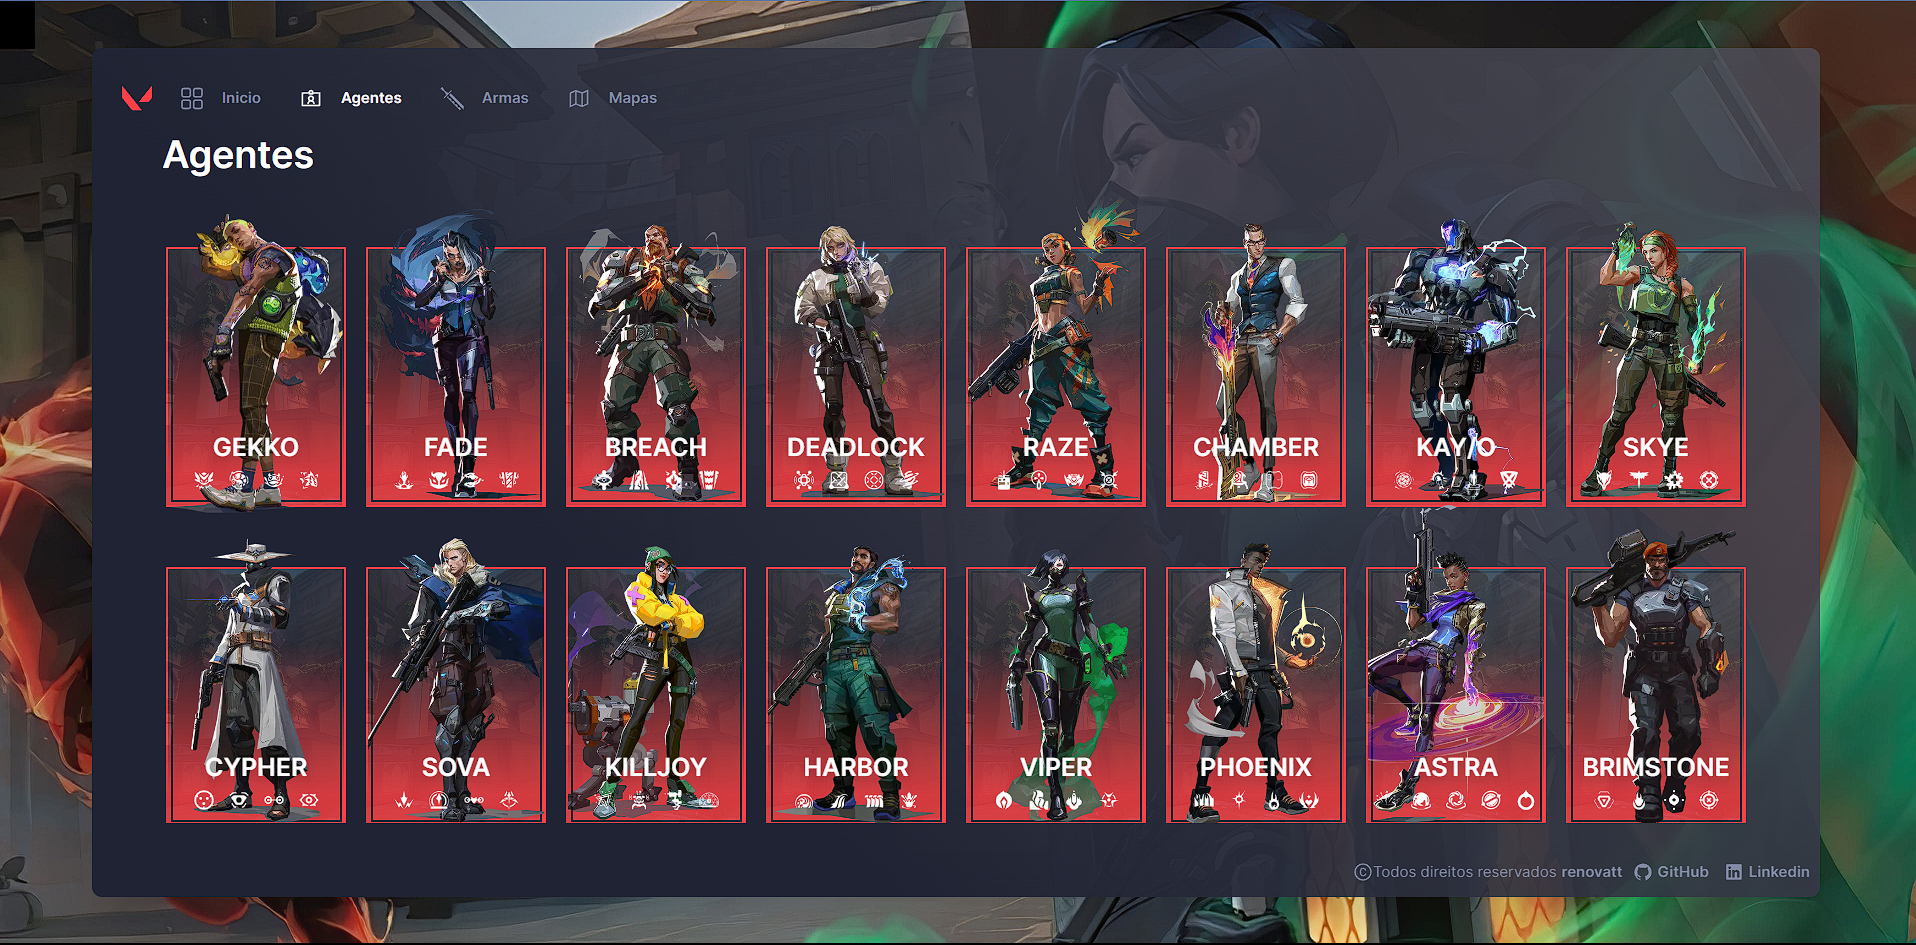 Inicio Agentes Armas Mapas
Agentes
GEKKO FADE BREACH DEADLOCK RAZE CHAMBER KAY/O SKYE
CYPHER SOVA KILLJOY HARBOR VIPER PHOENIX ASTRA BRIMSTONE
©Todos direitos reservados renovatt GitHub Linkedin